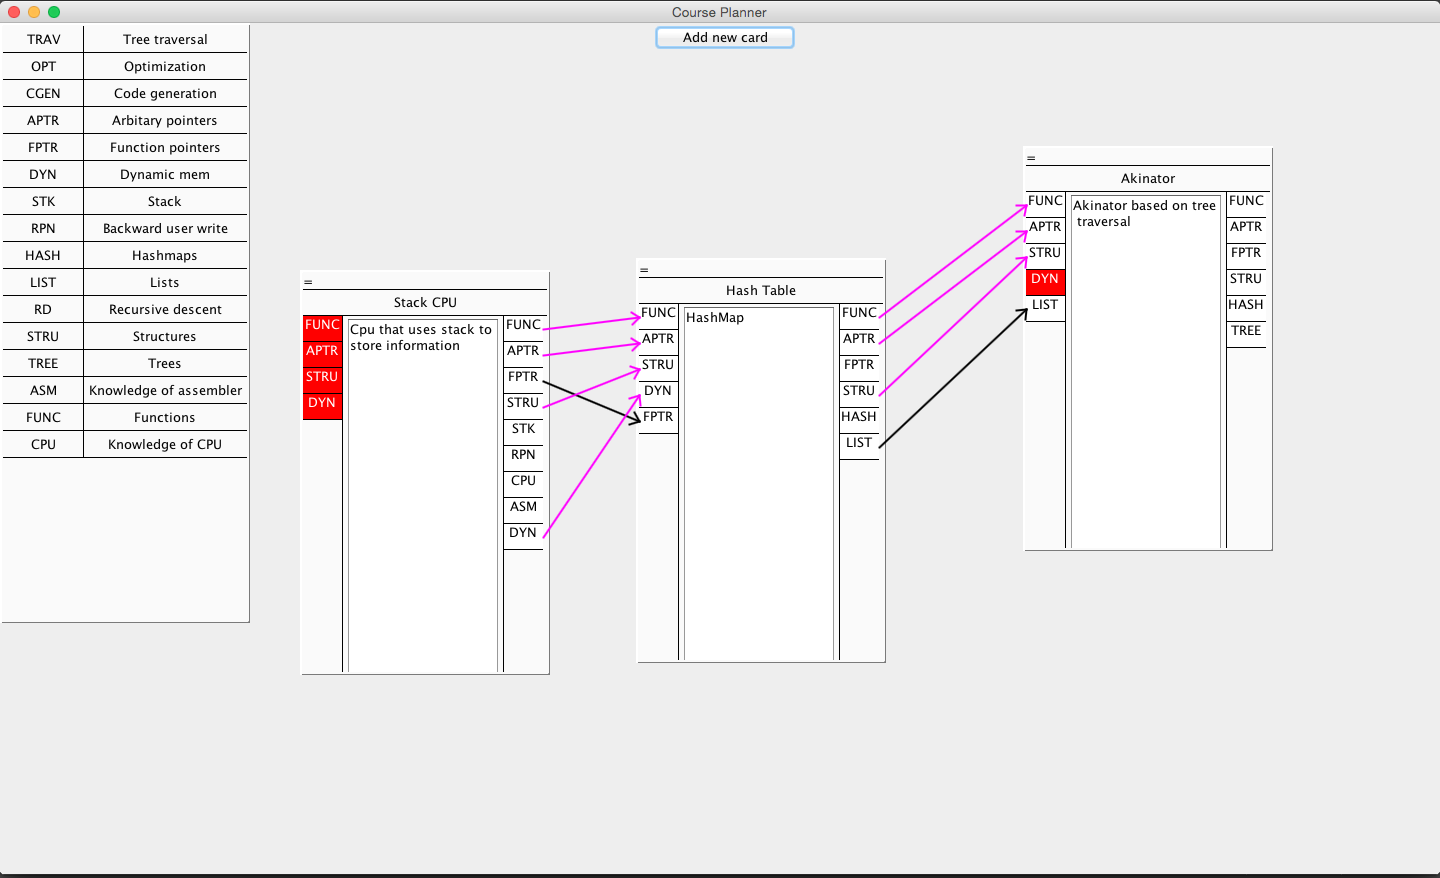 Course Planner
Add new card
TRAV Tree traversal
OPT Optimization
CGEN Code generation
APTR Arbitary pointers
FPTR Function pointers
DYN Dynamic mem
STK Stack
RPN Backward user write
HASH Hashmaps
LIST Lists
RD Recursive descent
STRU Structures
TREE Trees
ASM Knowledge of assembler
FUNC Functions
CPU Knowledge of CPU
=
Stack CPU
FUNC
APTR
STRU
DYN
Cpu that uses stack to
store information
FUNC
APTR
FPTR
STRU
STK
RPN
CPU
ASM
DYN
=
Hash Table
FUNC
APTR
STRU
DYN
FPTR
HashMap
FUNC
APTR
FPTR
STRU
HASH
LIST
=
Akinator
FUNC
APTR
STRU
DYN
LIST
Akinator based on tree
traversal
FUNC
APTR
FPTR
STRU
HASH
TREE